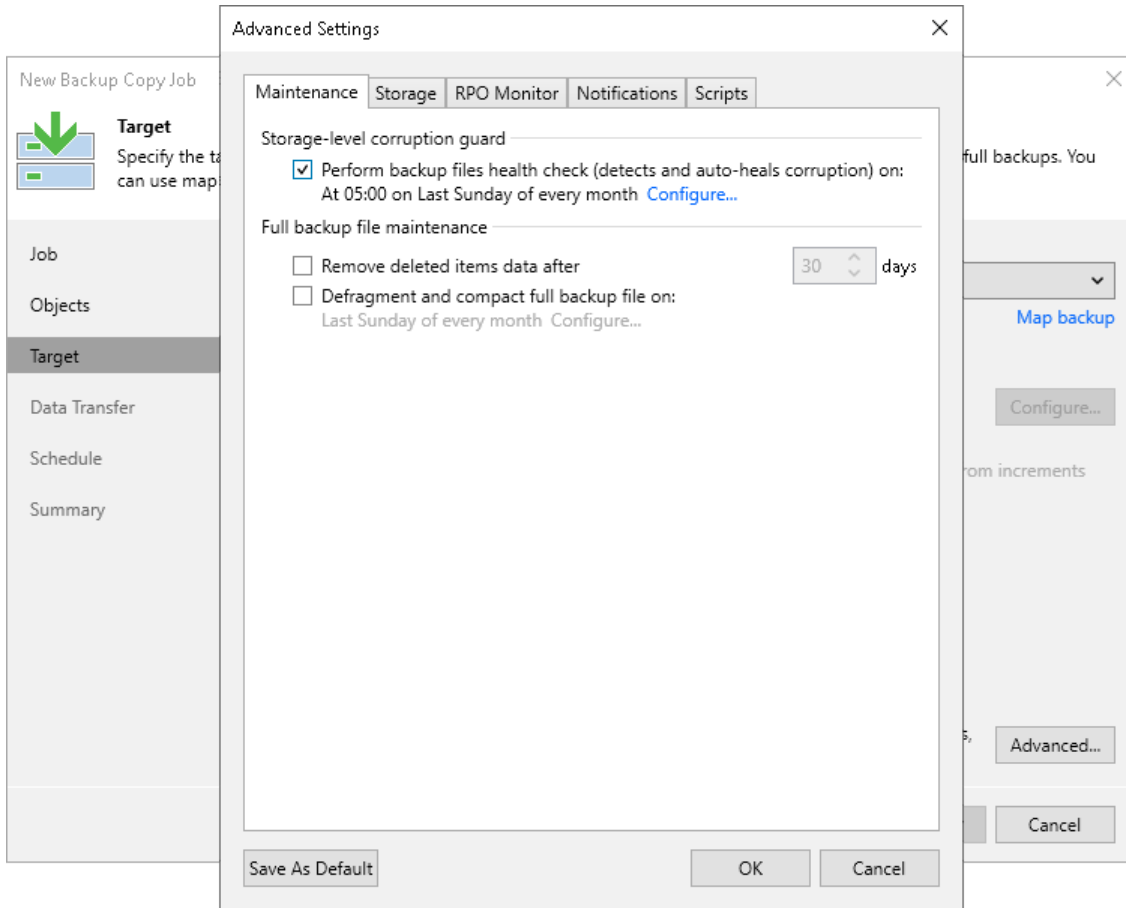 Advanced Settings
New Backup Copy Job
Target
Specify the
full backups. You
can use map
Maintenance Storage RPO Monitor Notifications Scripts
Storage-level corruption guard
Perform backup files health check (detects and auto-heals corruption) on:
At 05:00 on Last Sunday of every month Configure...
Full backup file maintenance
Remove deleted items data after 30 days
Defragment and compact full backup file on:
Last Sunday of every month Configure...
Job
Objects
Target
Data Transfer
Schedule
Summary
Map backup
Configure...
increments
Advanced...
Cancel
Save As Default OK Cancel